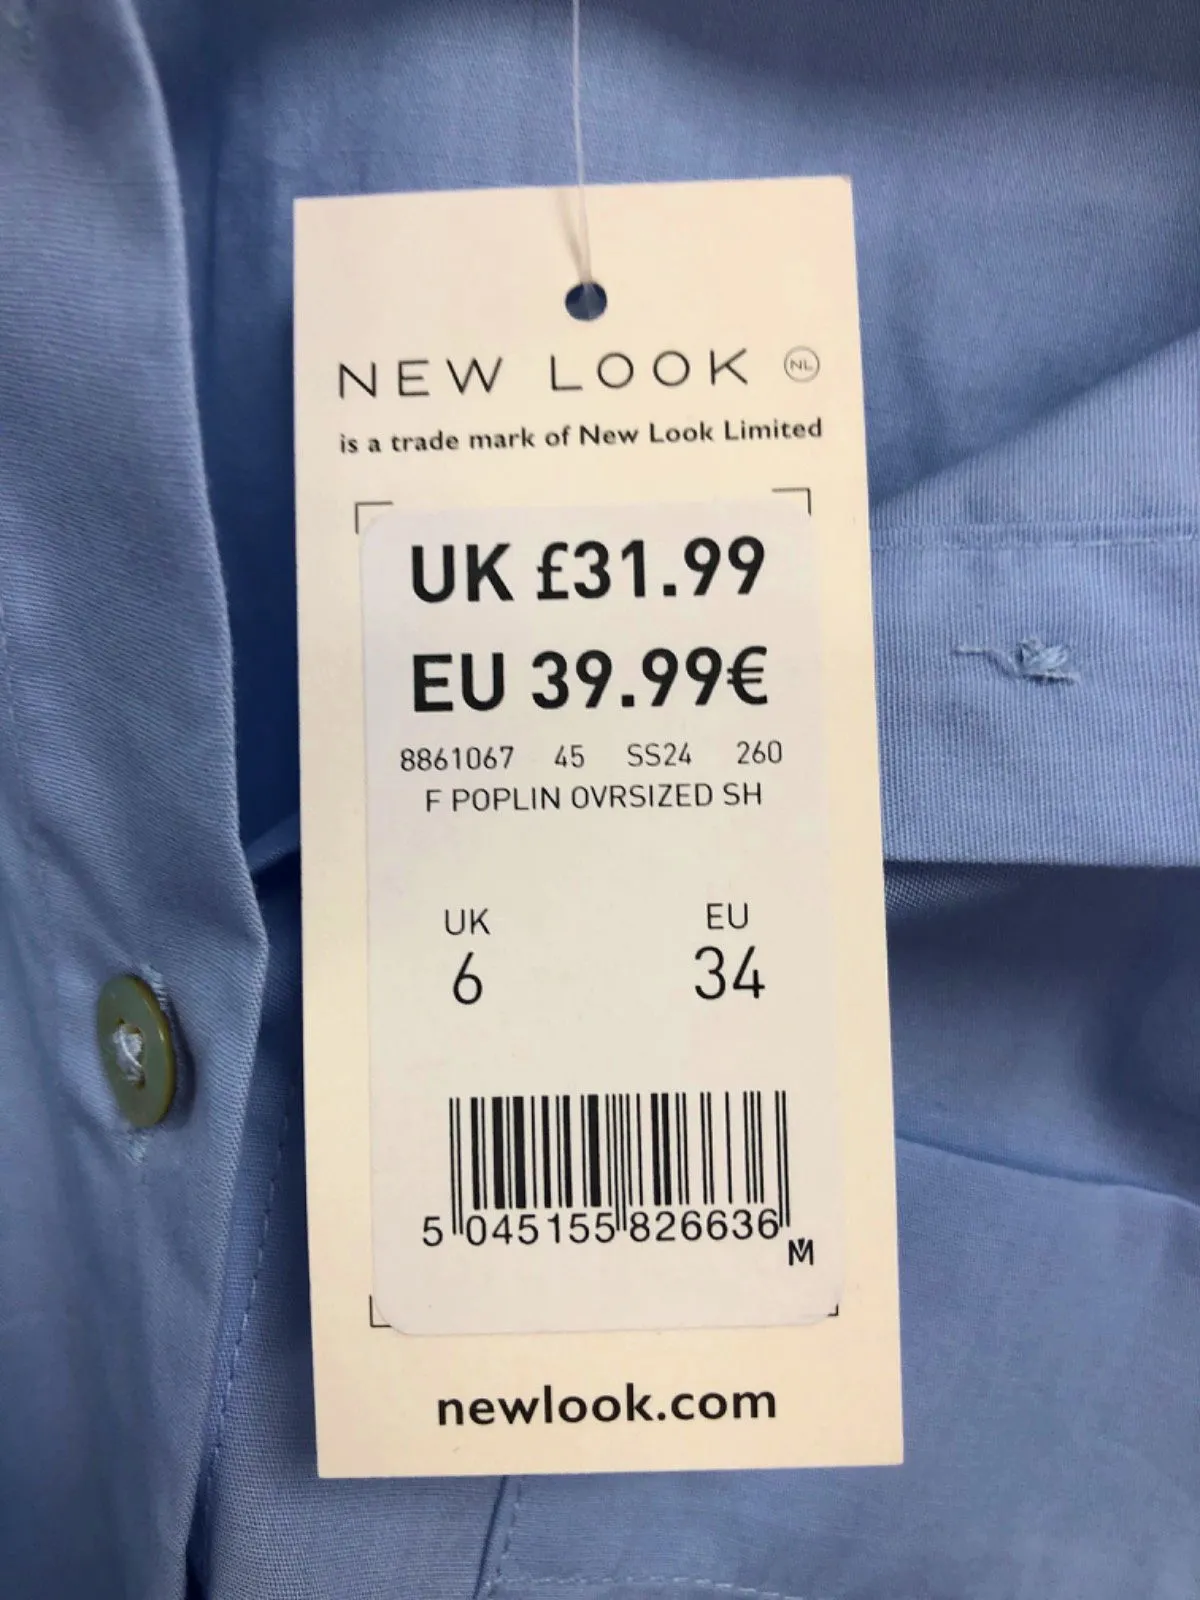 NEW LOOK NL
is a trade mark of New Look Limited
UK £31.99
EU 39.99€
8861067 45 SS24 260
F POPLIN OVRSIZED SH
UK EU
6 34
5 045155 826636
M
newlook.com